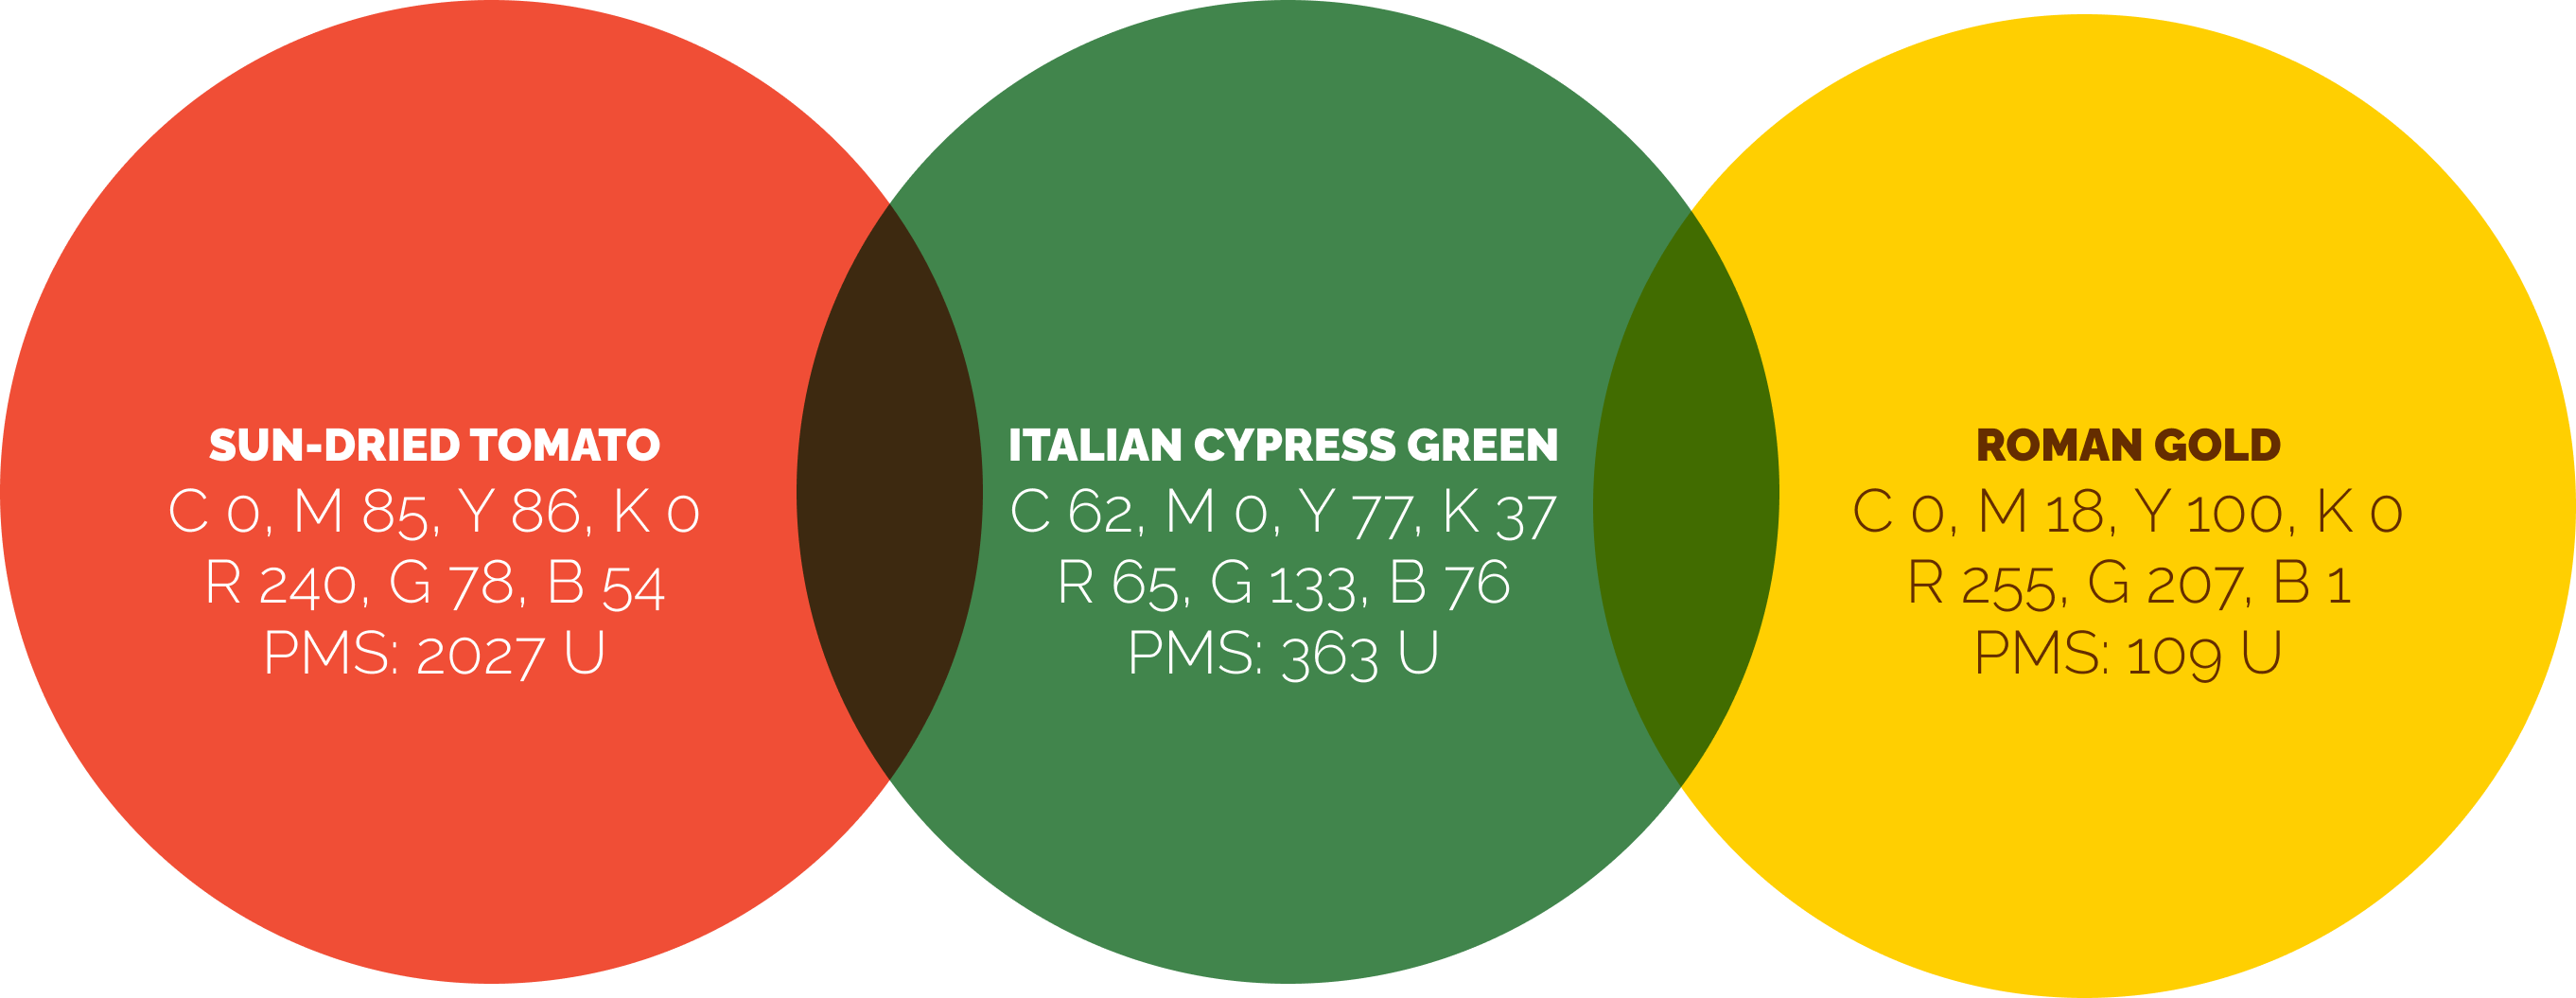 SUN-DRIED TOMATO
C 0, M 85, Y 86, K 0
R 240, G 78, B 54
PMS: 2027 U
ITALIAN CYPRESS GREEN
C 62, M 0, Y 77, K 37
R 65, G 133, B 76
PMS: 363 U
ROMAN GOLD
C 0, M 18, Y 100, K 0
R 255, G 207, B 1
PMS: 109 U